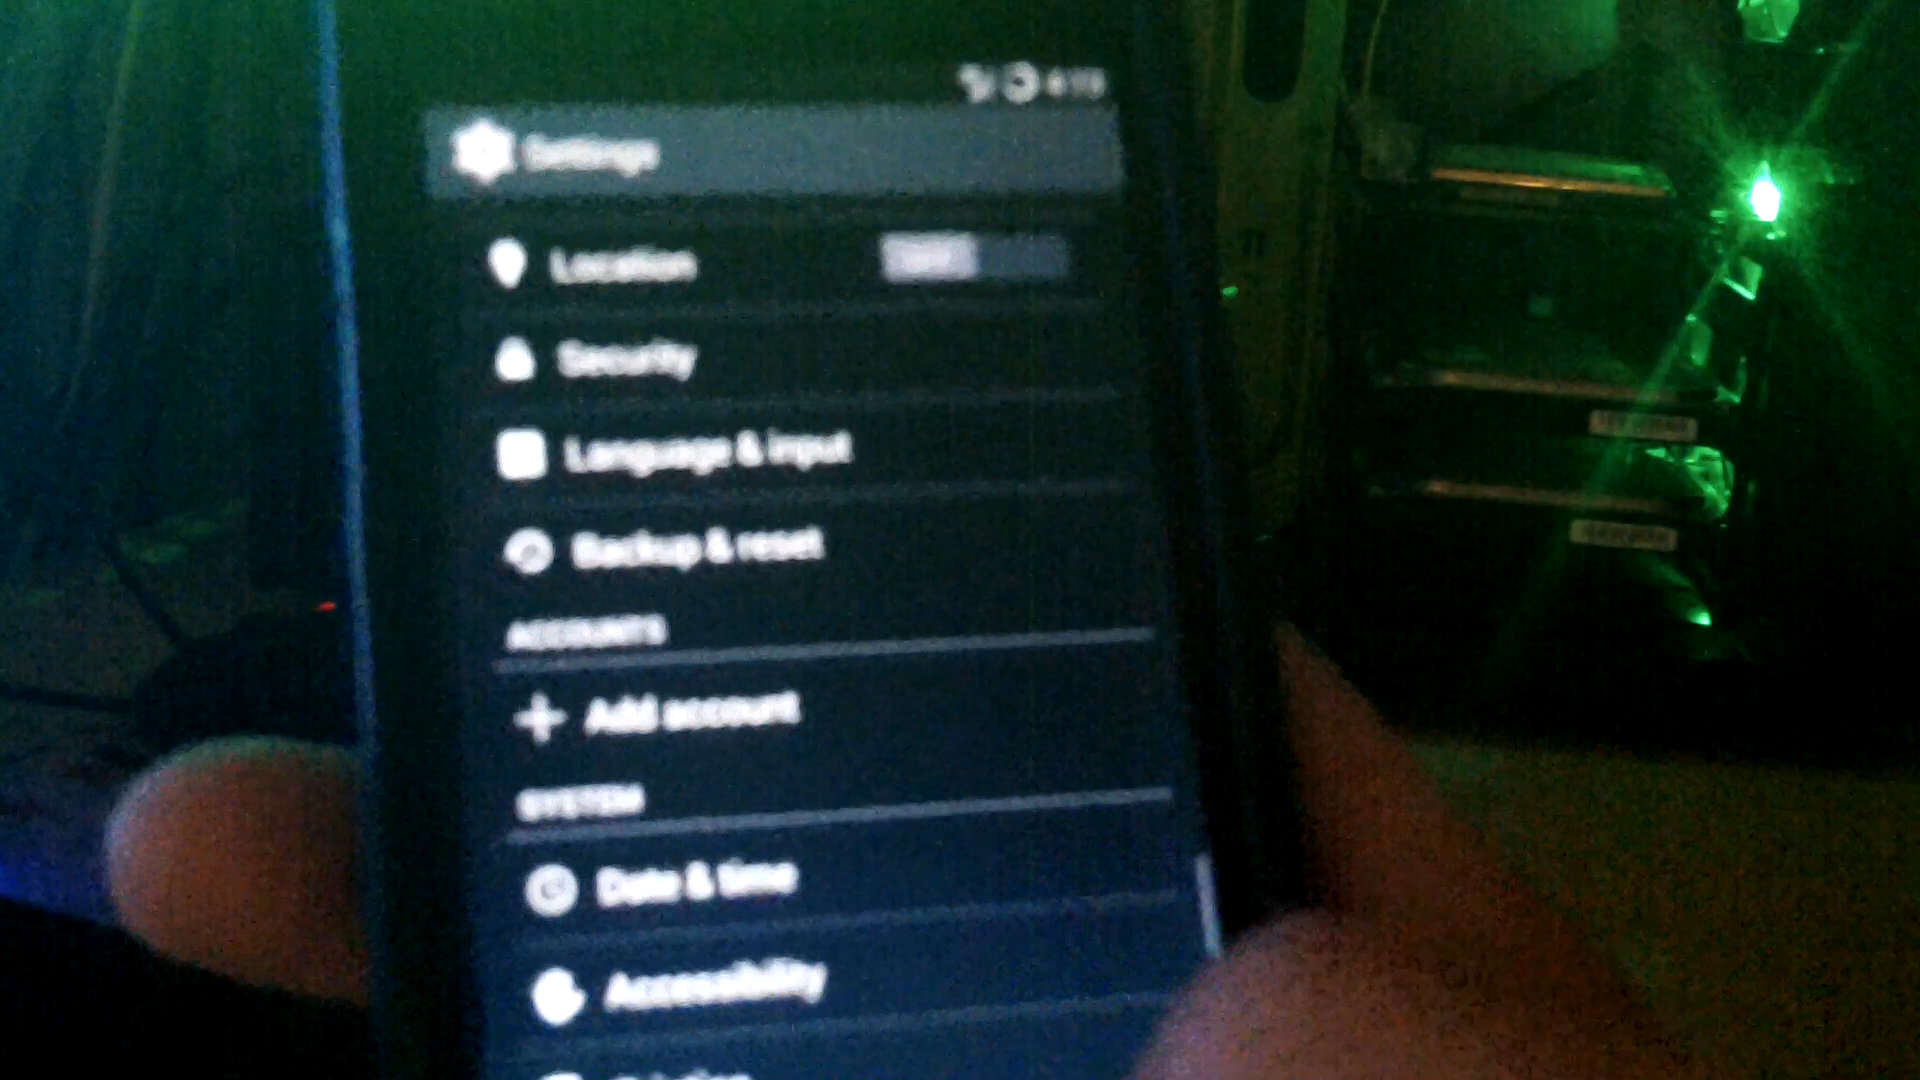 Settings
Location
Security
Language & input
Backup & reset
ACCOUNTS
Add account
SYSTEM
Date & time
Accessibility